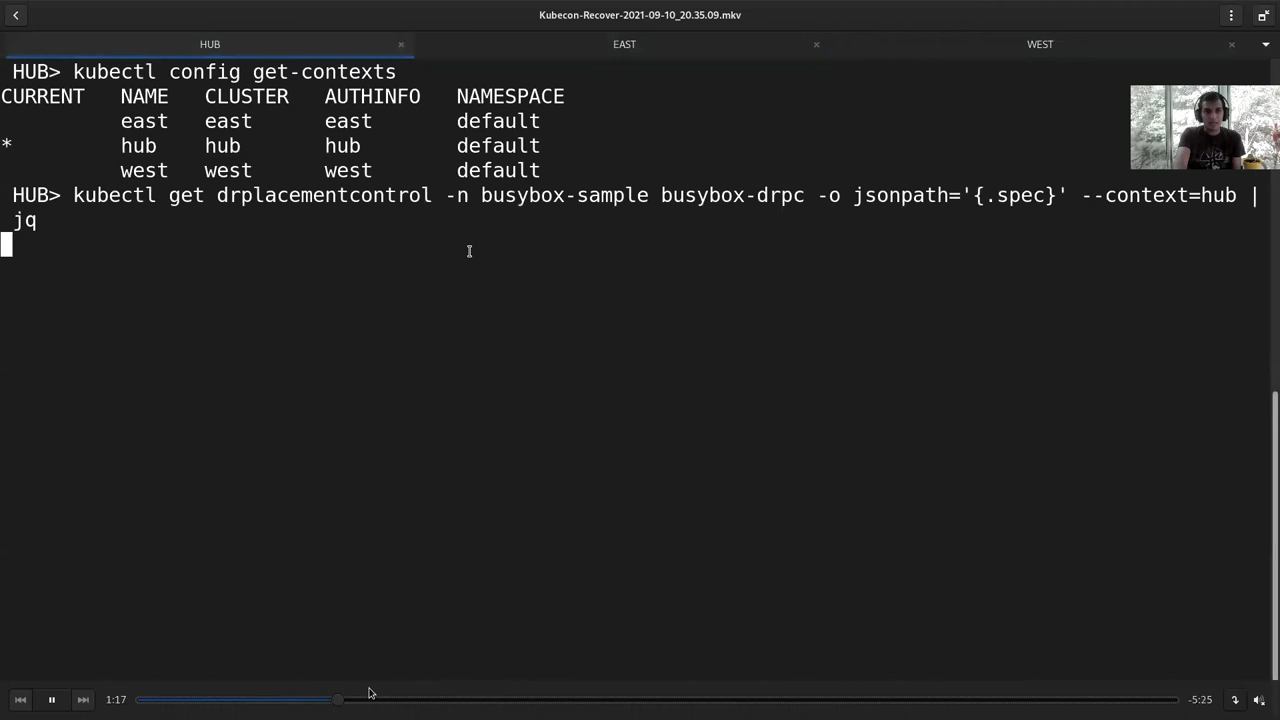 Kubecon-Recover-2021-09-10_20.35.09.mkv
HUB EAST WEST
HUB> kubectl config get-contexts
CURRENT NAME CLUSTER AUTHINFO NAMESPACE
east east east default
* hub hub hub default
west west west default
HUB> kubectl get drplacementcontrol -n busybox-sample busybox-drpc -o jsonpath='{.spec}' --context=hub |
jq
1:17 -5:25